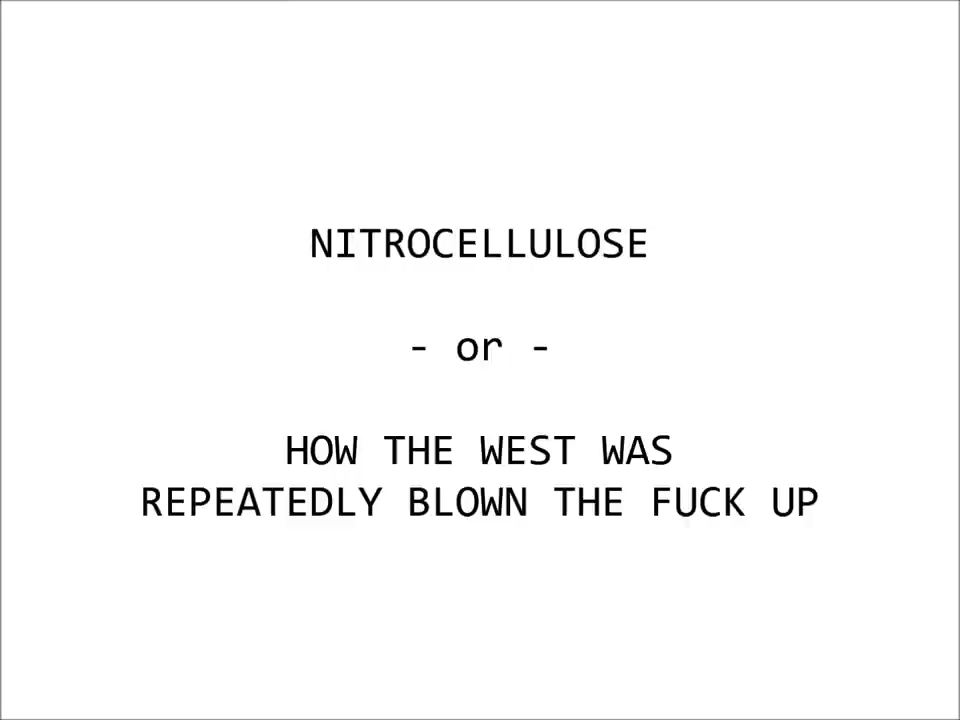 NITROCELLULOSE
- or -
HOW THE WEST WAS
REPEATEDLY BLOWN THE FUCK UP